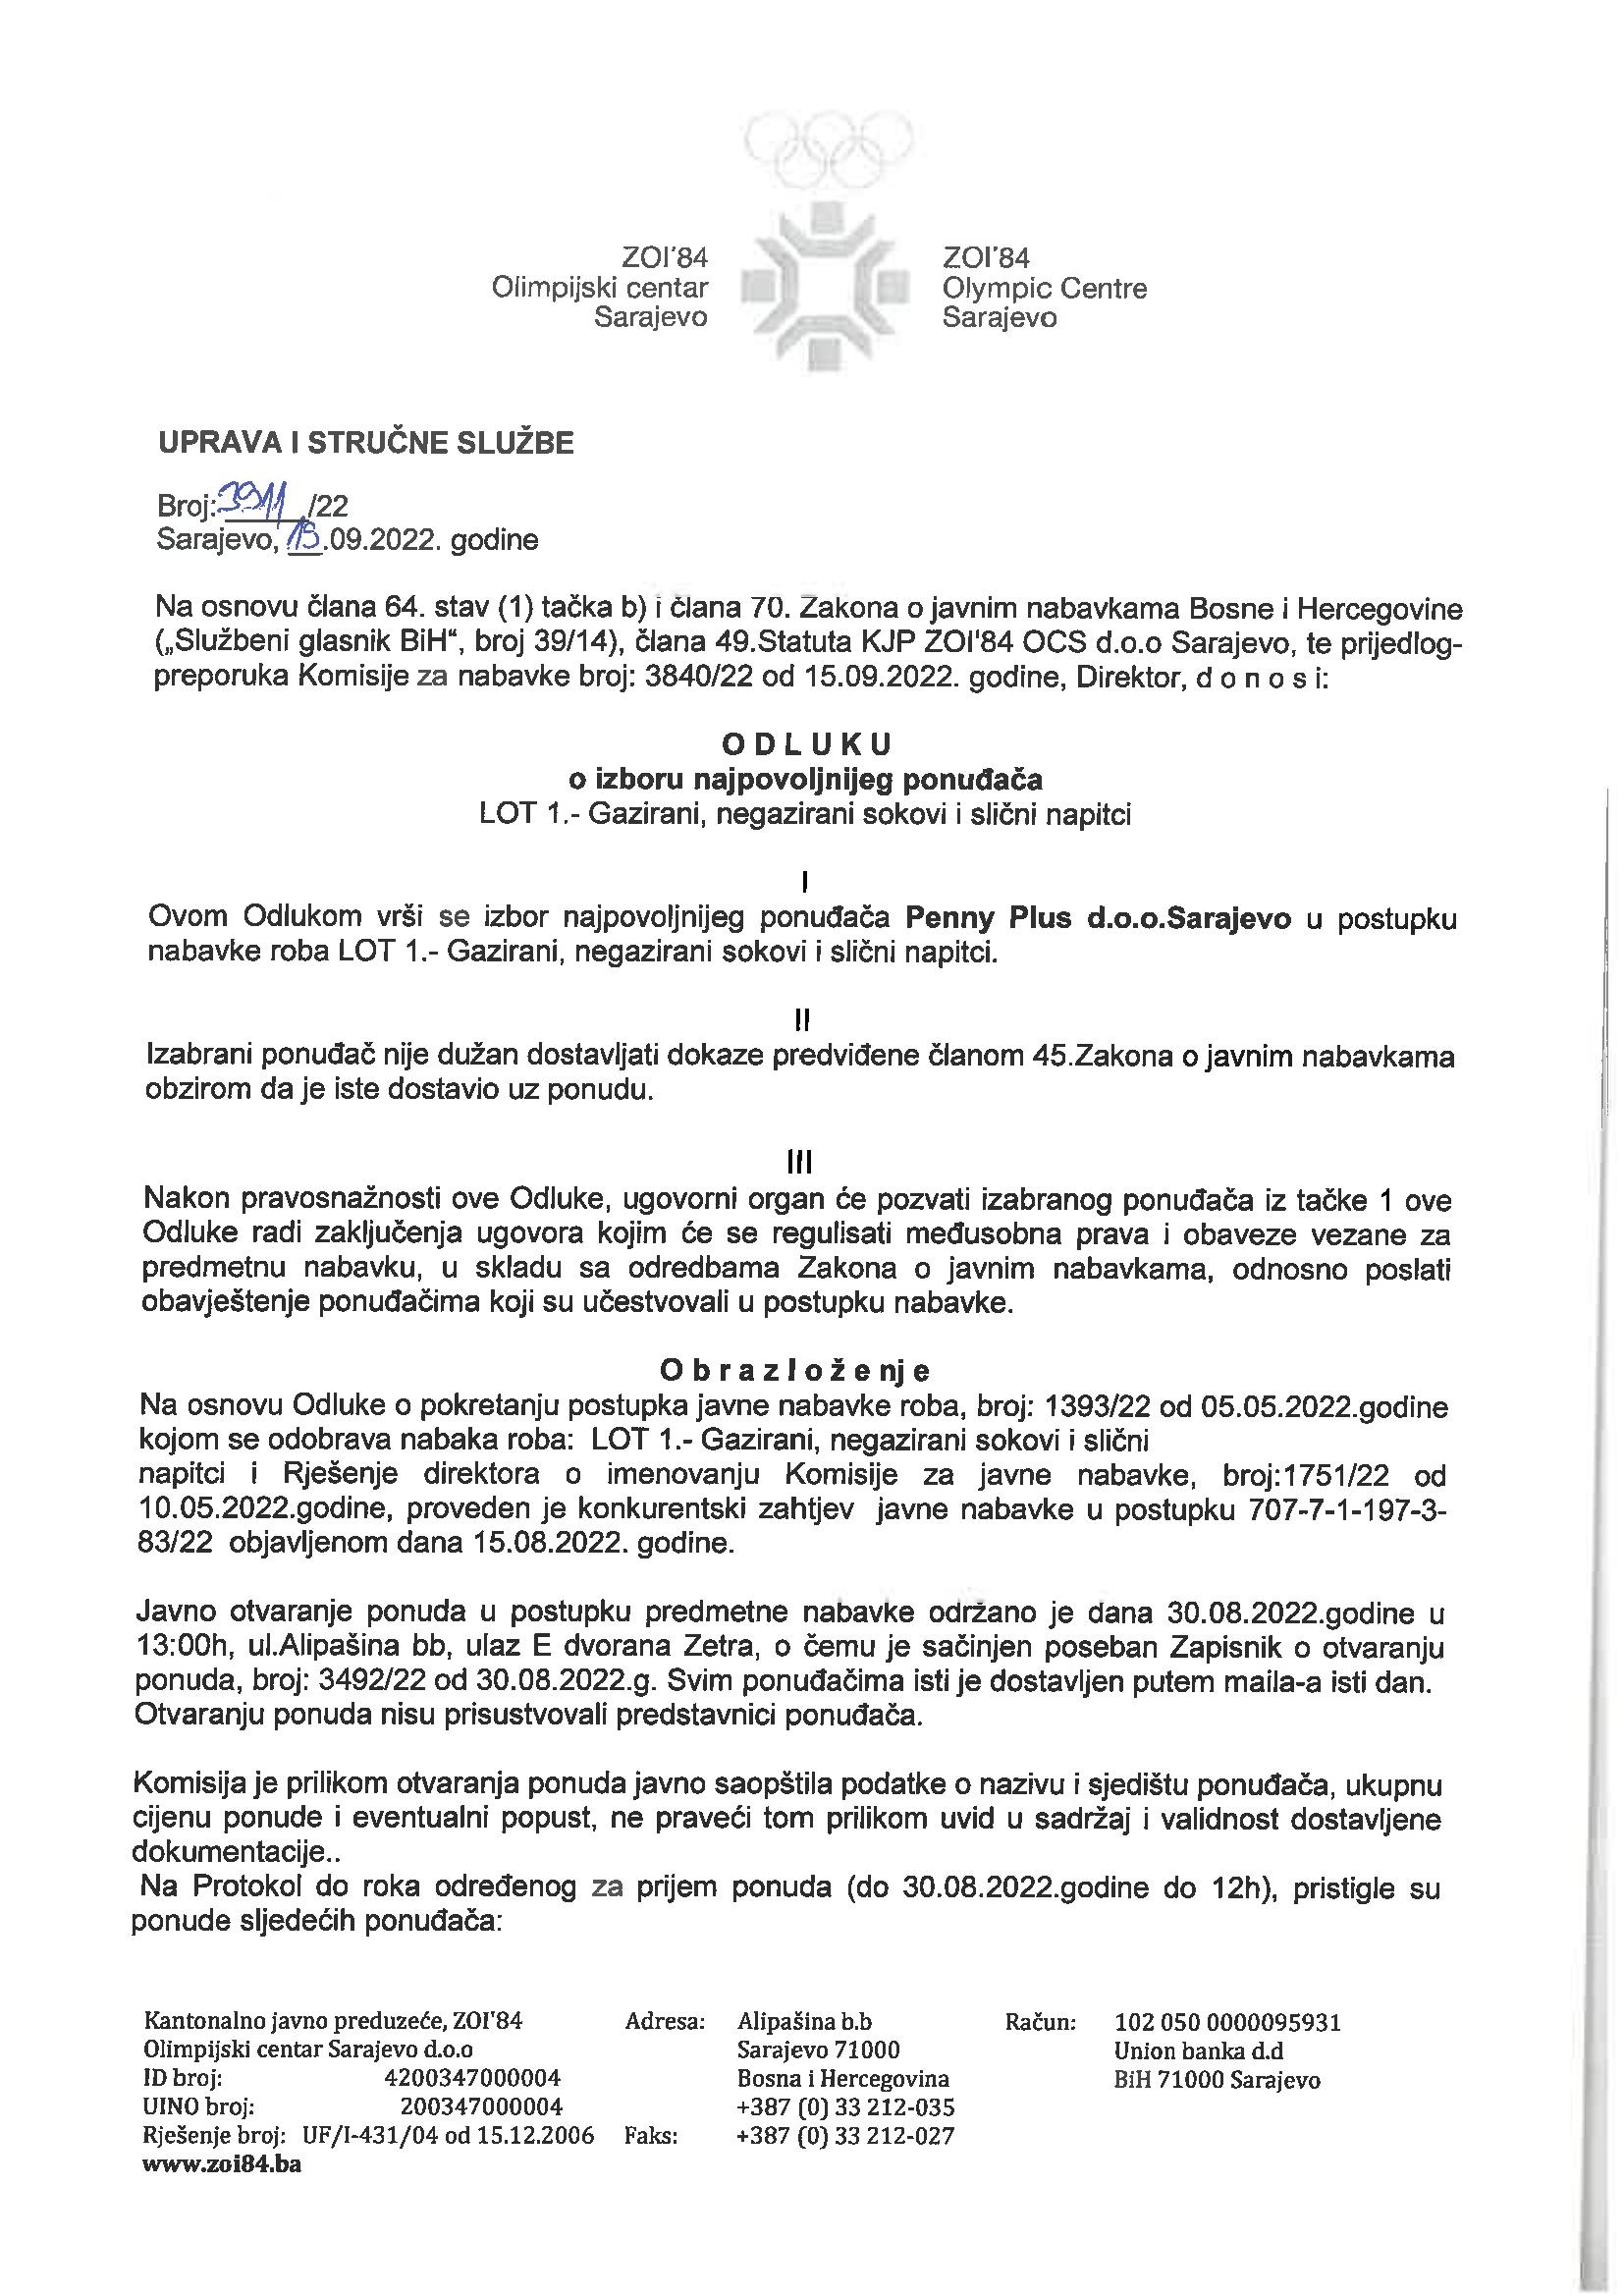 ZOI'84
Olimpijski centar
Sarajevo
ZOI'84
Olympic Centre
Sarajevo
UPRAVA I STRUČNE SLUŽBE
Broj: 3911 /22
Sarajevo, .09.2022. godine
Na osnovu člana 64. stav (1) tačka b) i člana 70. Zakona o javnim nabavkama Bosne i Hercegovine
(„Službeni glasnik BiH“, broj 39/14), člana 49.Statuta KJP ZOI'84 OCS d.o.o Sarajevo, te prijedlog-
preporuka Komisije za nabavke broj: 3840/22 od 15.09.2022. godine, Direktor, d o n o s i:
O D L U K U
o izboru najpovoljnijeg ponuđača
LOT 1.- Gazirani, negazirani sokovi i slični napitci
I
Ovom Odlukom vrši se izbor najpovoljnijeg ponuđača Penny Plus d.o.o.Sarajevo u postupku
nabavke roba LOT 1.- Gazirani, negazirani sokovi i slični napitci.
II
Izabrani ponuđač nije dužan dostavljati dokaze predviđene članom 45.Zakona o javnim nabavkama
obzirom da je iste dostavio uz ponudu.
III
Nakon pravosnažnosti ove Odluke, ugovorni organ će pozvati izabranog ponuđača iz tačke 1 ove
Odluke radi zaključenja ugovora kojim će se regulisati međusobna prava i obaveze vezane za
predmetnu nabavku, u skladu sa odredbama Zakona o javnim nabavkama, odnosno poslati
obavještenje ponuđačima koji su učestvovali u postupku nabavke.
O b r a z l o ž e nj e
Na osnovu Odluke o pokretanju postupka javne nabavke roba, broj: 1393/22 od 05.05.2022.godine
kojom se odobrava nabaka roba: LOT 1.- Gazirani, negazirani sokovi i slični
napitci i Rješenje direktora o imenovanju Komisije za javne nabavke, broj:1751/22 od
10.05.2022.godine, proveden je konkurentski zahtjev javne nabavke u postupku 707-7-1-197-3-
83/22 objavljenom dana 15.08.2022. godine.
Javno otvaranje ponuda u postupku predmetne nabavke održano je dana 30.08.2022.godine u
13:00h, ul.Alipašina bb, ulaz E dvorana Zetra, o čemu je sačinjen poseban Zapisnik o otvaranju
ponuda, broj: 3492/22 od 30.08.2022.g. Svim ponuđačima isti je dostavljen putem maila-a isti dan.
Otvaranju ponuda nisu prisustvovali predstavnici ponuđača.
Komisija je prilikom otvaranja ponuda javno saopštila podatke o nazivu i sjedištu ponuđača, ukupnu
cijenu ponude i eventualni popust, ne praveći tom prilikom uvid u sadržaj i validnost dostavljene
dokumentacije..
Na Protokol do roka određenog za prijem ponuda (do 30.08.2022.godine do 12h), pristigle su
ponude sljedećih ponuđača:
Kantonalno javno preduzeće, ZOI'84 Adresa: Alipašina b.b Račun: 102 050 0000095931
Olimpijski centar Sarajevo d.o.o Sarajevo 71000 Union banka d.d
ID broj: 4200347000004 Bosna i Hercegovina BiH 71000 Sarajevo
UINO broj: 200347000004 +387 (0) 33 212-035
Rješenje broj: UF/I-431/04 od 15.12.2006 Faks: +387 (0) 33 212-027
www.zoi84.ba